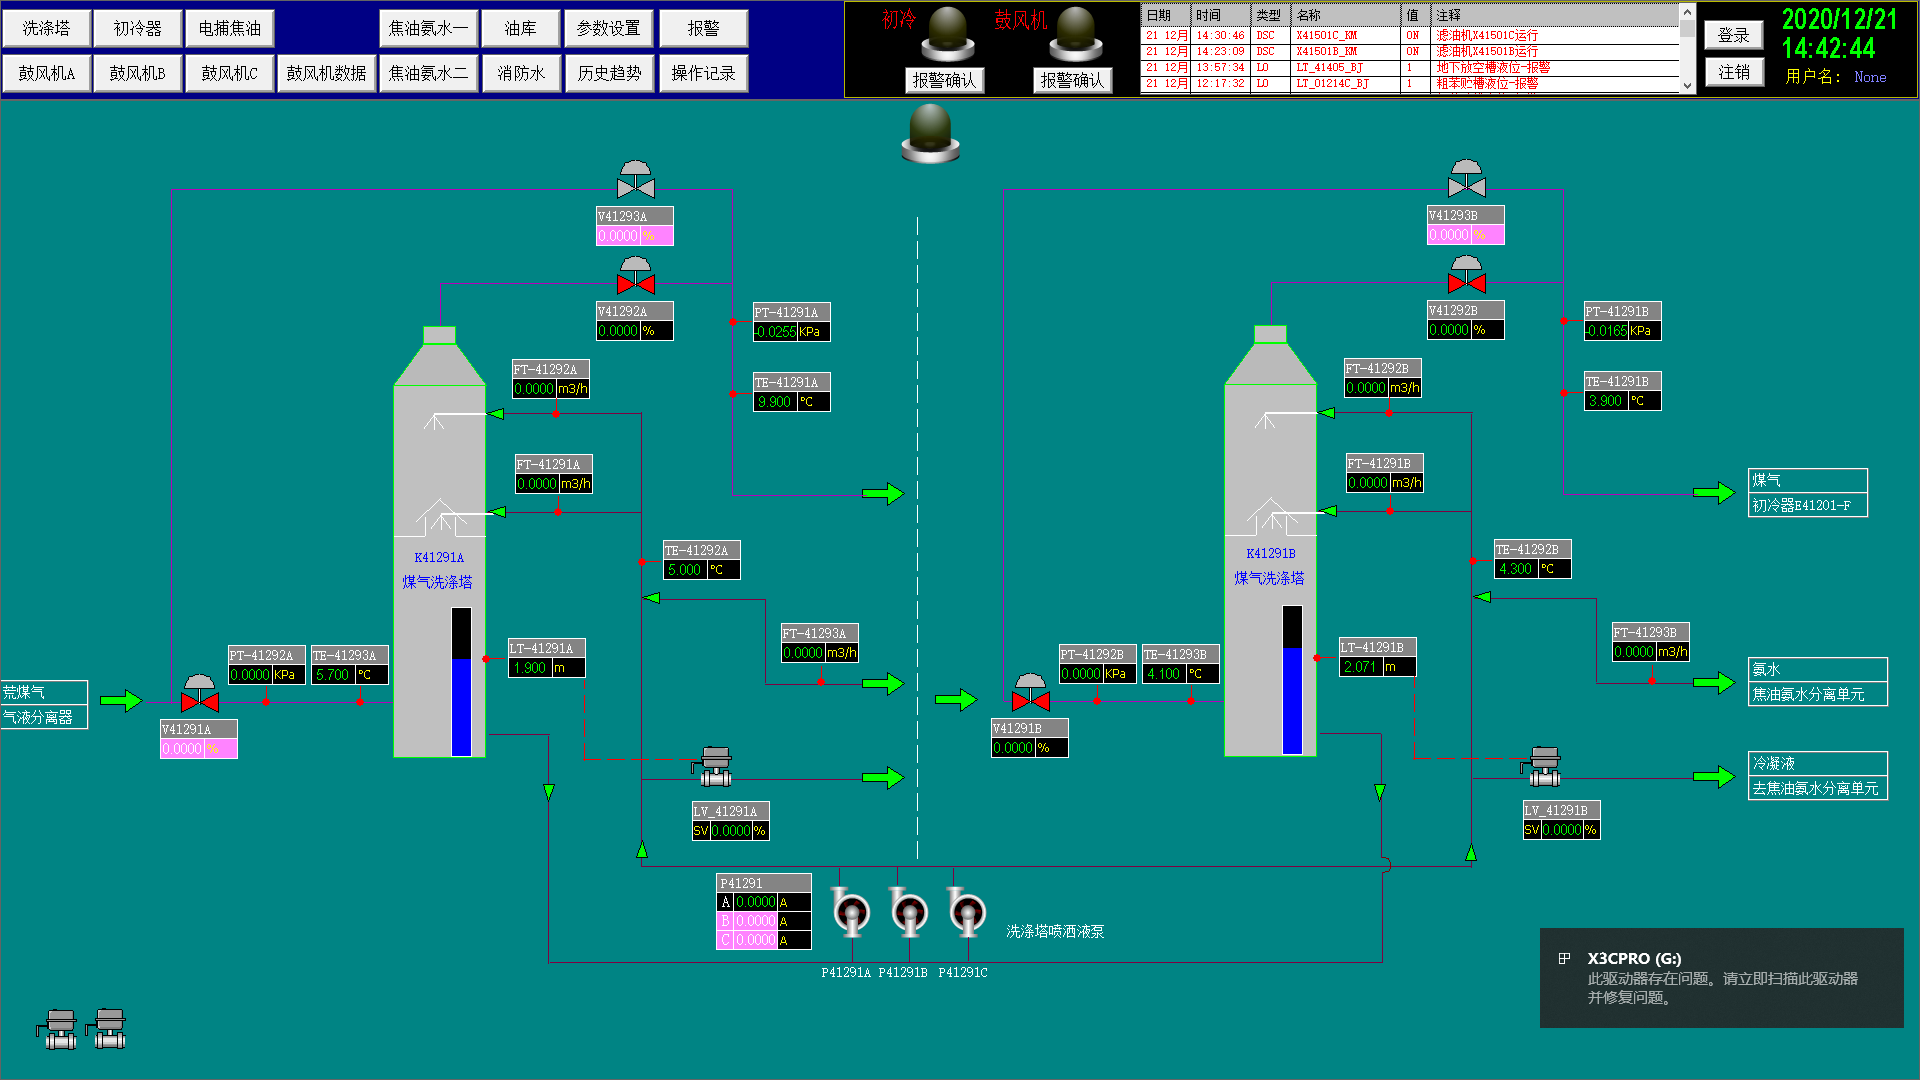 洗涤塔
初冷器
电捕焦油
焦油氨水一
油库
参数设置
报警
鼓风机A
鼓风机B
鼓风机C
鼓风机数据
焦油氨水二
消防水
历史趋势
操作记录
初冷
鼓风机
报警确认
报警确认
日期 时间 类型 名称 值 注释
21 12月 14:30:46 DSC X41501C_KM ON 滤油机X41501C运行
21 12月 14:23:09 DSC X41501B_KM ON 滤油机X41501B运行
21 12月 13:57:34 LO LT_41405_BJ 1 地下放空槽液位-报警
21 12月 12:17:32 LO LT_01214C_BJ 1 粗苯贮槽液位-报警
登录
注销
2020/12/21
14:42:44
用户名: None
V41293A
0.0000 %
V41292A
0.0000 %
PT-41291A
-0.0255 KPa
TE-41291A
9.900 ℃
FT-41292A
0.0000 m3/h
FT-41291A
0.0000 m3/h
K41291A
煤气洗涤塔
TE-41292A
5.000 ℃
FT-41293A
0.0000 m3/h
LT-41291A
1.900 m
PT-41292A
0.0000 KPa
TE-41293A
5.700 ℃
荒煤气
气液分离器
V41291A
0.0000 %
LV_41291A
SV 0.0000 %
V41293B
0.0000 %
V41292B
0.0000 %
PT-41291B
-0.0165 KPa
TE-41291B
3.900 ℃
FT-41292B
0.0000 m3/h
FT-41291B
0.0000 m3/h
K41291B
煤气洗涤塔
煤气
初冷器E41201-F
TE-41292B
4.300 ℃
FT-41293B
0.0000 m3/h
LT-41291B
2.071 m
PT-41292B
0.0000 KPa
TE-41293B
4.100 ℃
V41291B
0.0000 %
氨水
焦油氨水分离单元
冷凝液
去焦油氨水分离单元
LV_41291B
SV 0.0000 %
P41291
A 0.0000 A
B 0.0000 A
C 0.0000 A
洗涤塔喷洒液泵
P41291A P41291B P41291C
X3CPRO (G:)
此驱动器存在问题。请立即扫描此驱动器
并修复问题。